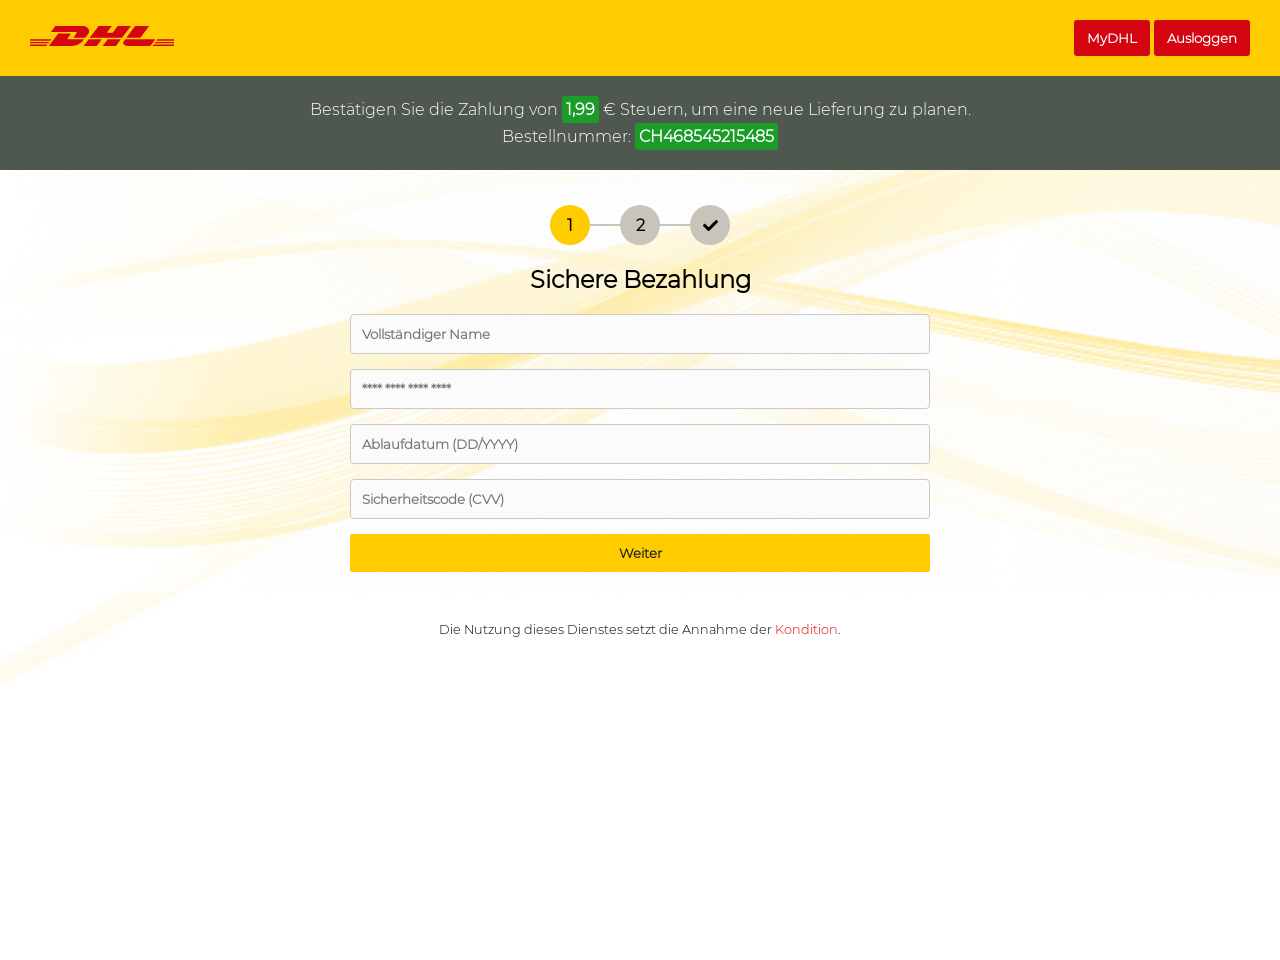 DHL
MyDHL
Ausloggen
Bestätigen Sie die Zahlung von 1,99 € Steuern, um eine neue Lieferung zu planen.
Bestellnummer: CH468545215485
1
2
Sichere Bezahlung
Vollständiger Name
**** **** **** ****
Ablaufdatum (DD/YYYY)
Sicherheitscode (CVV)
Weiter
Die Nutzung dieses Dienstes setzt die Annahme der Kondition.